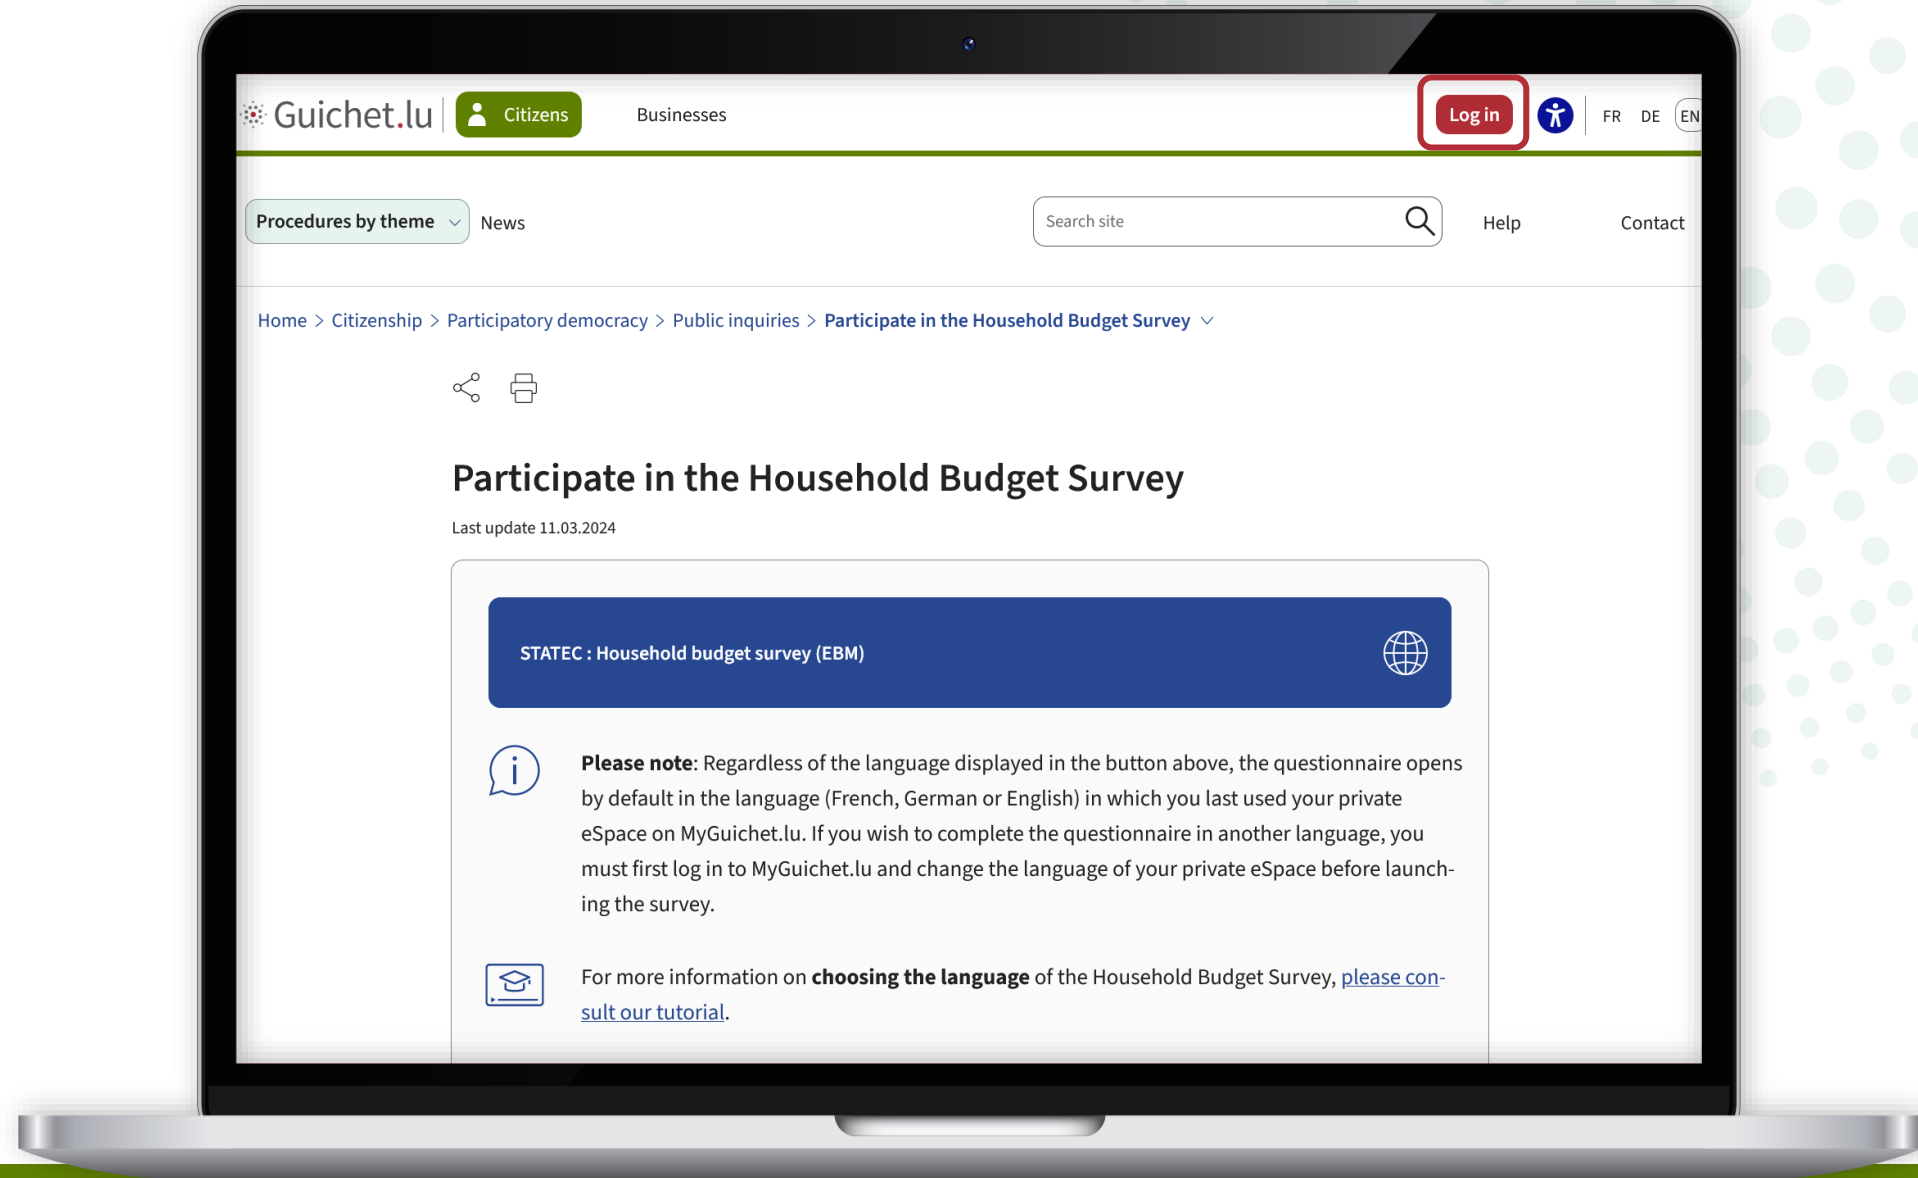 Guichet.lu
Citizens
Businesses
Log in
FR DE EN
Procedures by theme
News
Search site
Help
Contact
Home > Citizenship > Participatory democracy > Public inquiries > Participate in the Household Budget Survey
Participate in the Household Budget Survey
Last update 11.03.2024
STATEC : Household budget survey (EBM)
Please note: Regardless of the language displayed in the button above, the questionnaire opens
by default in the language (French, German or English) in which you last used your private
eSpace on MyGuichet.lu. If you wish to complete the questionnaire in another language, you
must first log in to MyGuichet.lu and change the language of your private eSpace before launch-
ing the survey.
For more information on choosing the language of the Household Budget Survey, please con-
sult our tutorial.